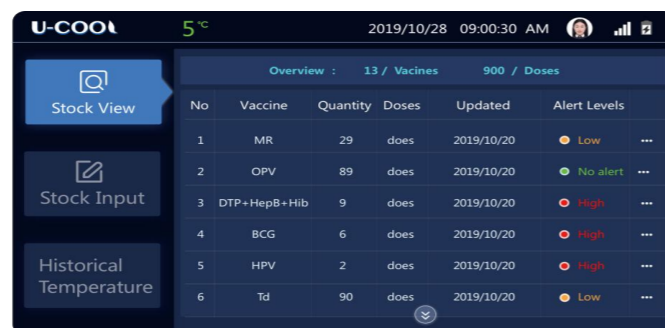 U-COOL 5℃ 2019/10/28 09:00:30 AM
Overview : 13 / Vacines 900 / Doses
Stock View
Stock Input
Historical
Temperature
No Vaccine Quantity Doses Updated Alert Levels
1 MR 29 does 2019/10/20 Low ...
2 OPV 89 does 2019/10/20 No alert ...
3 DTP+HepB+Hib 9 does 2019/10/20 High ...
4 BCG 6 does 2019/10/20 High ...
5 HPV 2 does 2019/10/20 High ...
6 Td 90 does 2019/10/20 Low ...